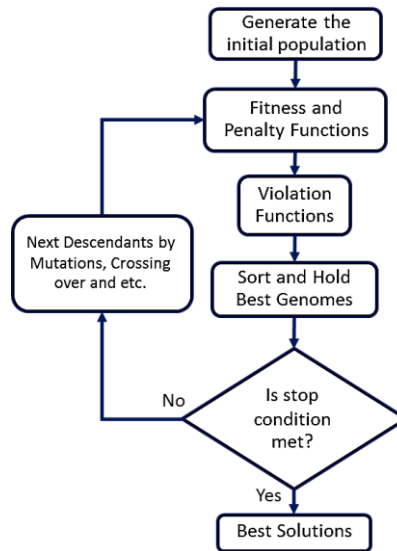 Generate the
initial population
Fitness and
Penalty Functions
Violation
Functions
Next Descendants by
Mutations, Crossing
over and etc.
Sort and Hold
Best Genomes
No
Is stop
condition
met?
Yes
Best Solutions